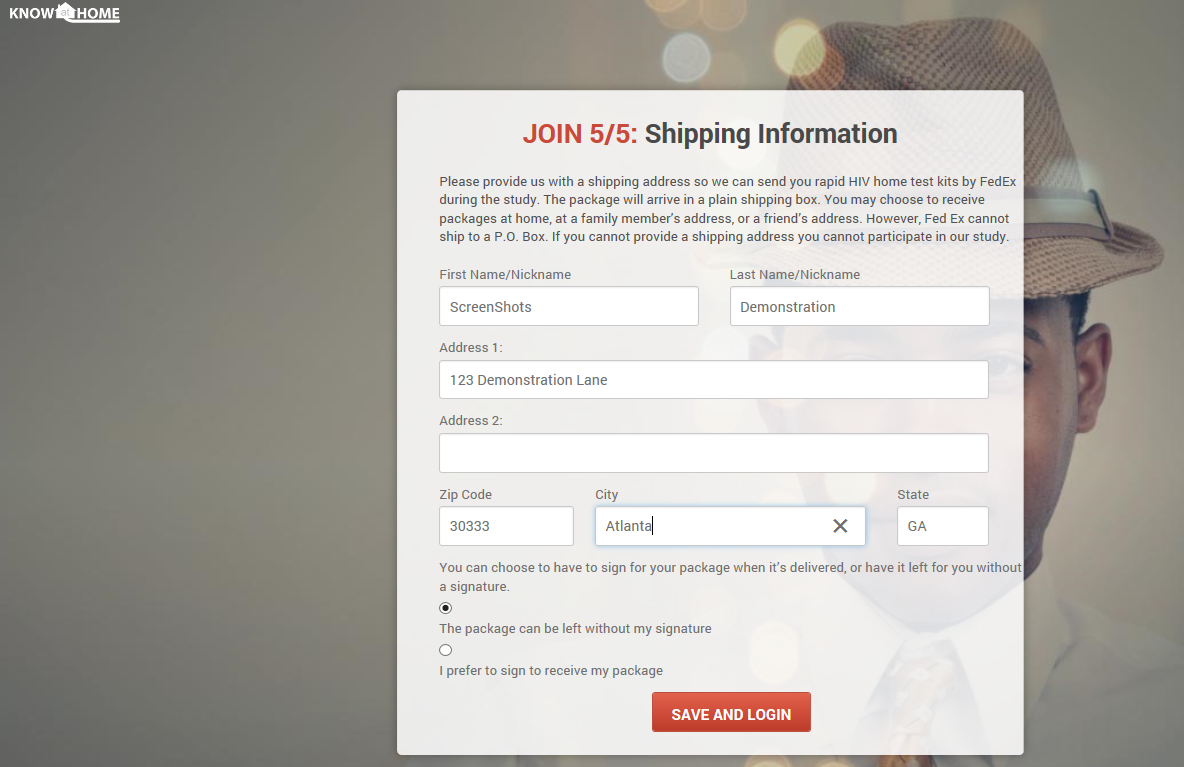 KNOW at HOME
JOIN 5/5: Shipping Information
Please provide us with a shipping address so we can send you rapid HIV home test kits by FedEx
during the study. The package will arrive in a plain shipping box. You may choose to receive
packages at home, at a family member's address, or a friend's address. However, Fed Ex cannot
ship to a P.O. Box. If you cannot provide a shipping address you cannot participate in our study.
First Name/Nickname Last Name/Nickname
ScreenShots Demonstration
Address 1:
123 Demonstration Lane
Address 2:
Zip Code City State
30333 Atlanta GA
You can choose to have to sign for your package when it's delivered, or have it left for you without
a signature.
The package can be left without my signature
I prefer to sign to receive my package
SAVE AND LOGIN